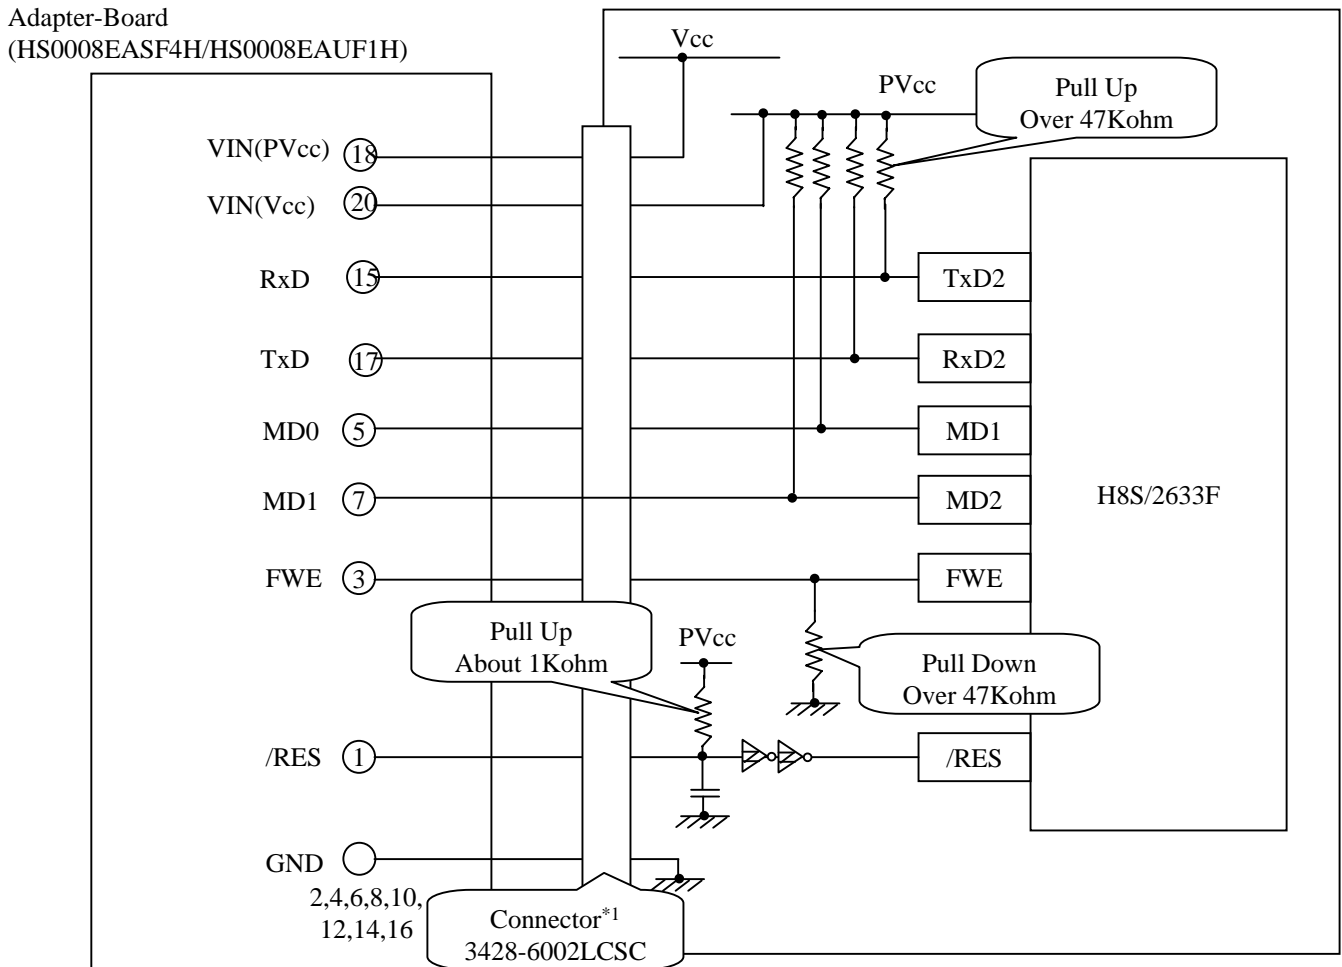 Adapter-Board
(HS0008EASF4H/HS0008EAUF1H)
Vcc
PVcc
Pull Up
Over 47Kohm
VIN(PVcc) 18
VIN(Vcc) 20
RxD 15
TxD2
TxD 17
RxD2
MD0 5
MD1
MD1 7
MD2
H8S/2633F
FWE 3
FWE
Pull Up
About 1Kohm
PVcc
Pull Down
Over 47Kohm
/RES 1
/RES
GND
2,4,6,8,10,
12,14,16
Connector*1
3428-6002LCSC